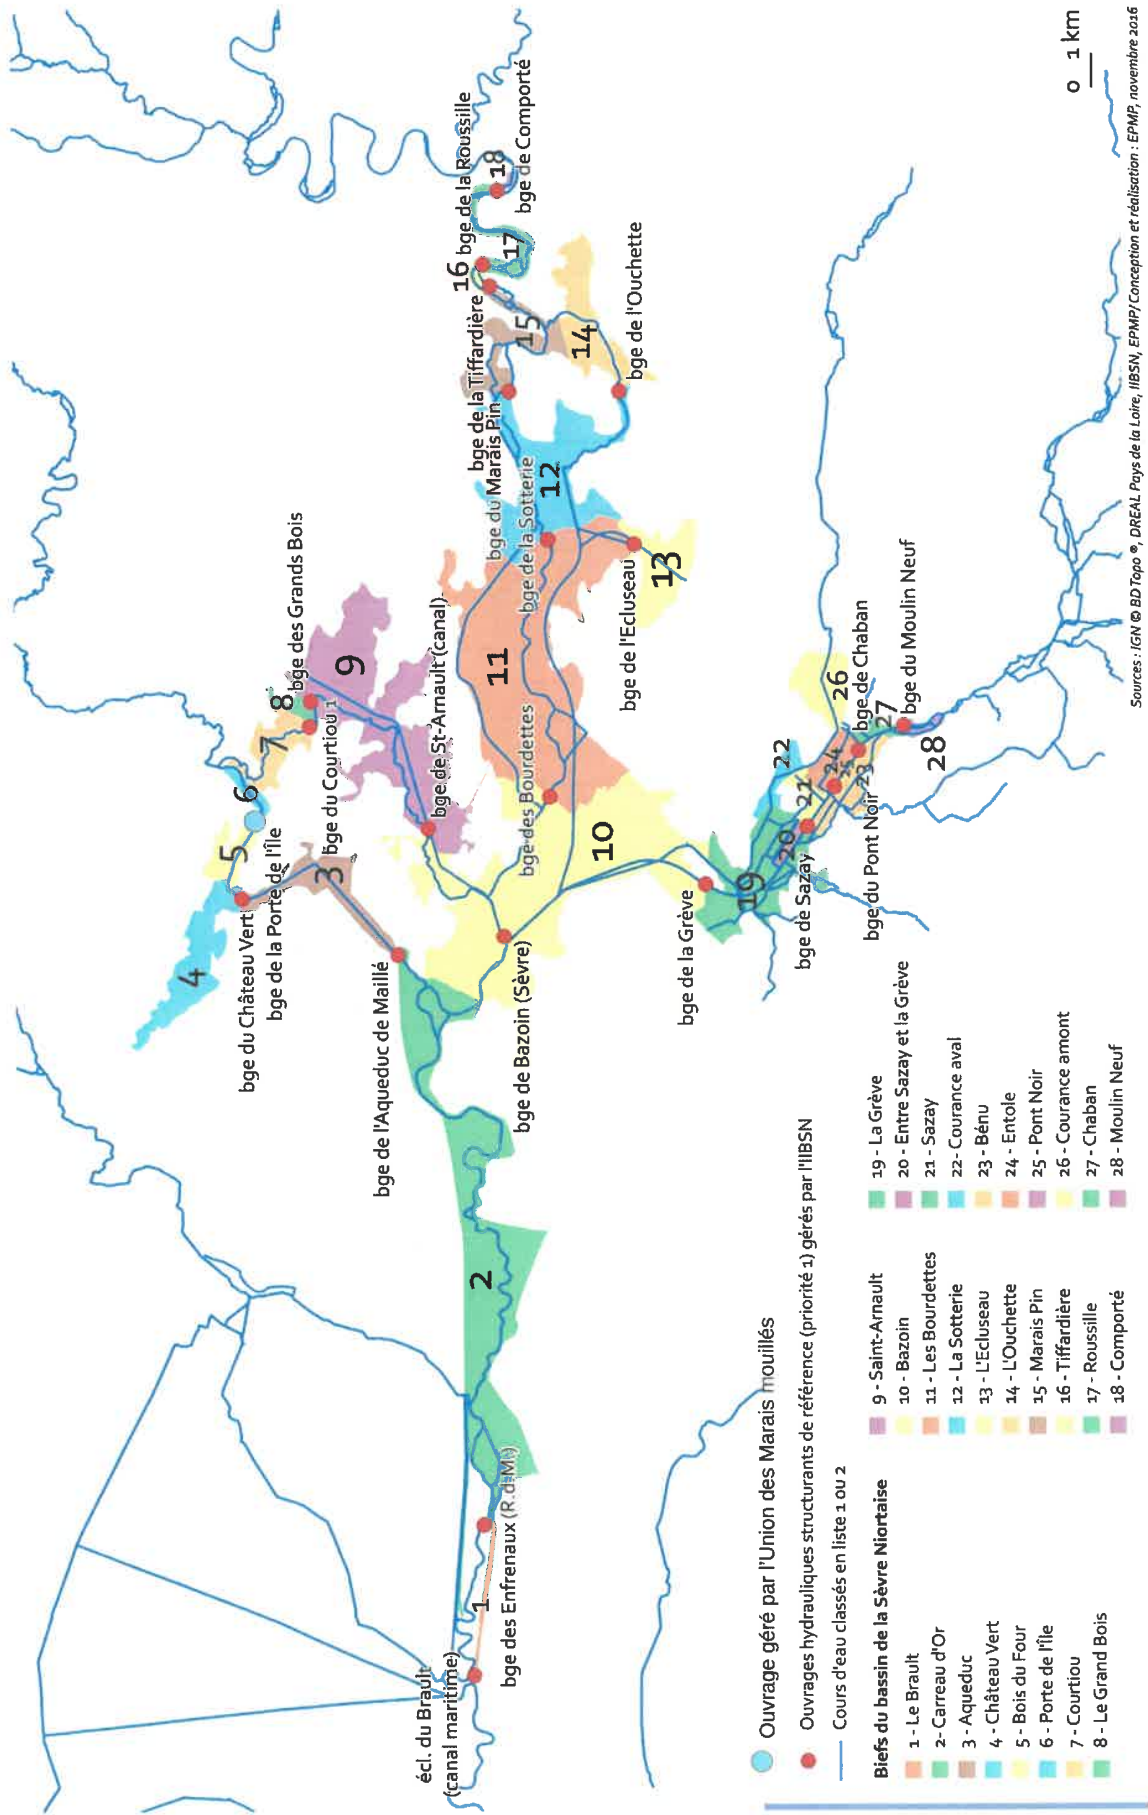 écl. du Brault
(canal maritime)
1
bge des Enfrenaux (R.d.M.)
2
bge de l'Aqueduc de Maillé
bge de Bazoin (Sèvre)
4
bge du Château Vert
bge de la Porte de l'Île
3
5
6
bge du Courtiou 1
7
8
bge des Grands Bois
9
bge de St-Arnault (canal)
bge des Bourdettes
10
11
bge de la Sotterie
bge du Marais Pin
bge de la Tiffardière
12
bge de l'Ecluseau
13
14
bge de l'Ouchette
15
16
bge de la Roussille
17
18
bge de Comporté
bge de la Grève
19
20
bge de Sazay
21
22
bge du Pont Noir
23
24
25
26
bge de Chaban
27
bge du Moulin Neuf
28
0 1 km
Ouvrage géré par l'Union des Marais mouillés
Ouvrages hydrauliques structurants de référence (priorité 1) gérés par l'IIBSN
Cours d'eau classés en liste 1 ou 2
Biefs du bassin de la Sèvre Niortaise
1 - Le Brault
2- Carreau d'Or
3 - Aqueduc
4 - Château Vert
5 - Bois du Four
6 - Porte de l'île
7 - Courtiou
8 - Le Grand Bois
9 - Saint-Arnault
10 - Bazoin
11 - Les Bourdettes
12 - La Sotterie
13 - L'Ecluseau
14 - L'Ouchette
15 - Marais Pin
16 - Tiffardière
17 - Roussille
18 - Comporté
19 - La Grève
20 - Entre Sazay et la Grève
21 - Sazay
22- Courance aval
23 - Bénu
24 - Entole
25 - Pont Noir
26 - Courance amont
27 - Chaban
28 - Moulin Neuf
Sources : IGN © BD Topo ®, DREAL Pays de la Loire, IIBSN, EPMP/ Conception et réalisation : EPMP, novembre 2016